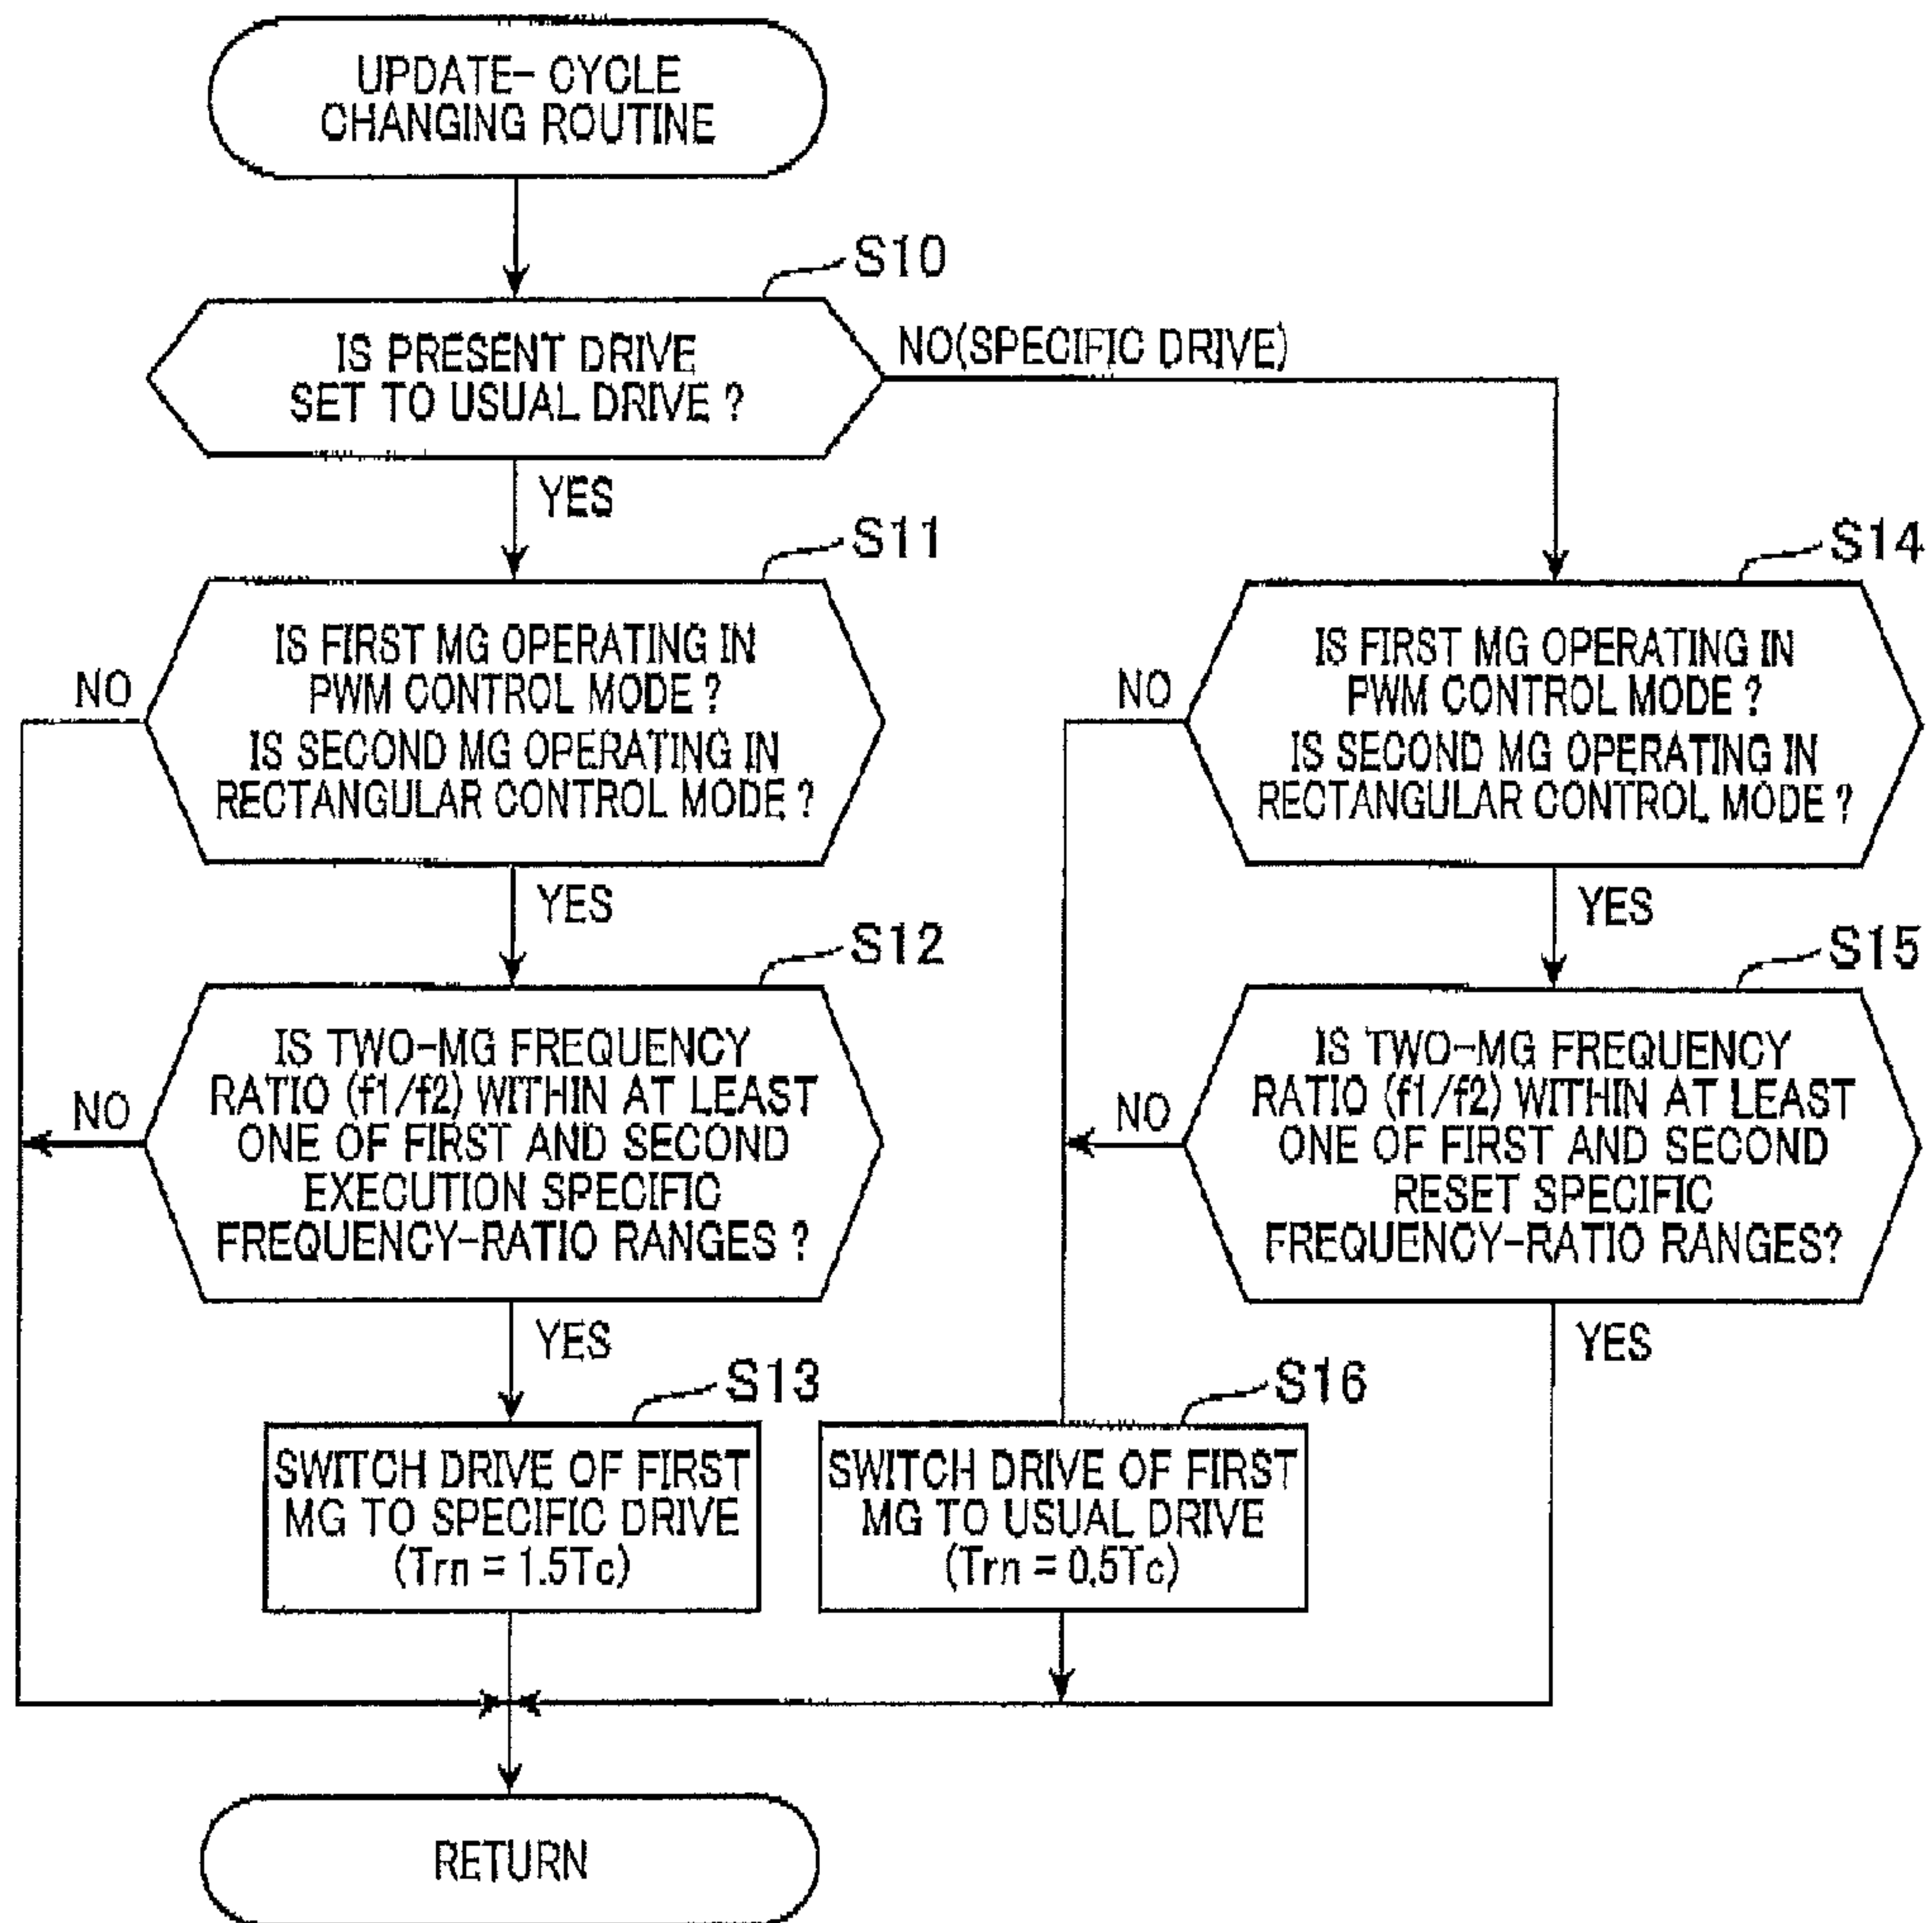 UPDATE- CYCLE
CHANGING ROUTINE
S10
IS PRESENT DRIVE
SET TO USUAL DRIVE ?
NO(SPECIFIC DRIVE)
YES
S11
IS FIRST MG OPERATING IN
PWM CONTROL MODE ?
IS SECOND MG OPERATING IN
RECTANGULAR CONTROL MODE ?
NO
YES
S14
IS FIRST MG OPERATING IN
PWM CONTROL MODE ?
IS SECOND MG OPERATING IN
RECTANGULAR CONTROL MODE ?
NO
YES
S12
IS TWO-MG FREQUENCY
RATIO (f1/f2) WITHIN AT LEAST
ONE OF FIRST AND SECOND
EXECUTION SPECIFIC
FREQUENCY-RATIO RANGES ?
NO
YES
S15
IS TWO-MG FREQUENCY
RATIO (f1/f2) WITHIN AT LEAST
ONE OF FIRST AND SECOND
RESET SPECIFIC
FREQUENCY-RATIO RANGES?
NO
YES
S13
SWITCH DRIVE OF FIRST
MG TO SPECIFIC DRIVE
(Trn = 1.5Tc)
S16
SWITCH DRIVE OF FIRST
MG TO USUAL DRIVE
(Trn = 0.5Tc)
RETURN